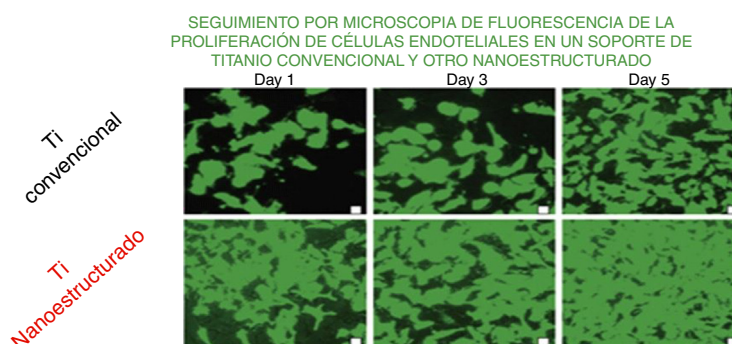 SEGUIMIENTO POR MICROSCOPIA DE FLUORESCENCIA DE LA
PROLIFERACIÓN DE CÉLULAS ENDOTELIALES EN UN SOPORTE DE
TITANIO CONVENCIONAL Y OTRO NANOESTRUCTURADO
Day 1 Day 3 Day 5
Ti
convencional
Ti
Nanoestructurado